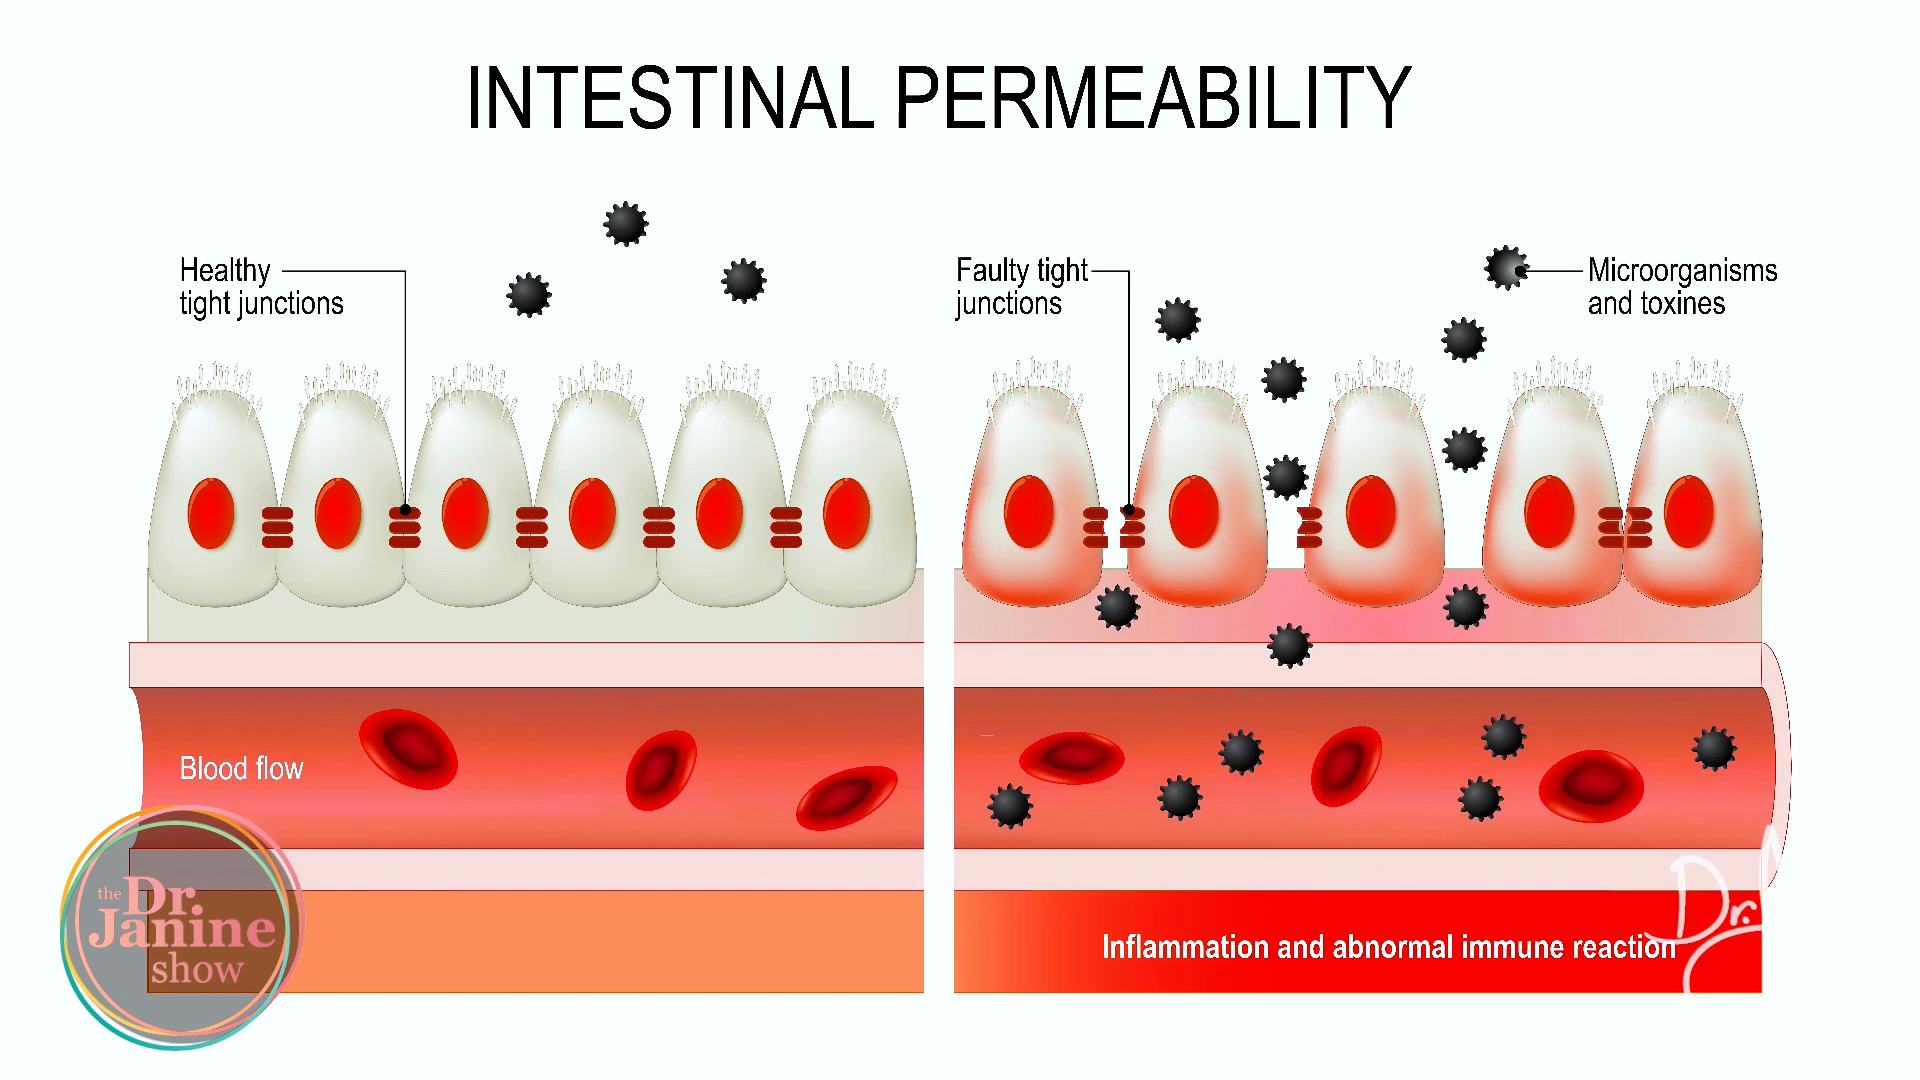 INTESTINAL PERMEABILITY
Healthy
tight junctions
Faulty tight
junctions
Microorganisms
and toxines
Blood flow
the
Dr.
Janine
show
Inflammation and abnormal immune reaction
Dr.